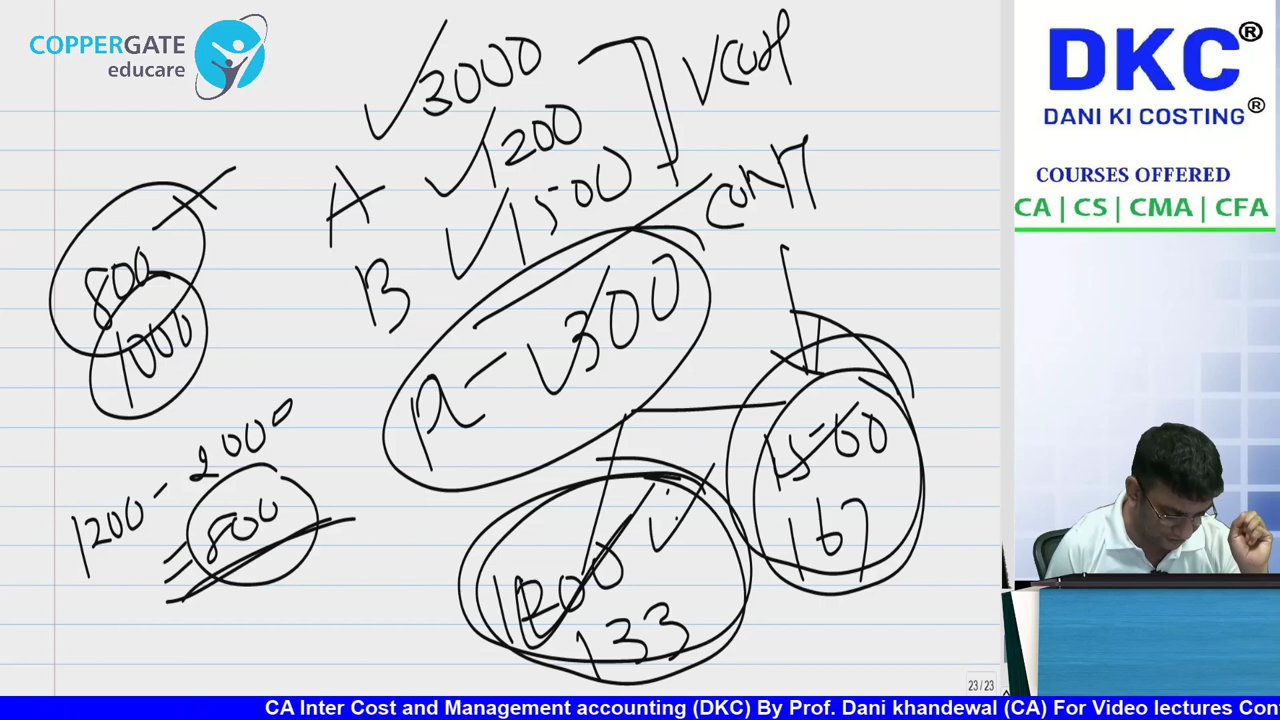 COPPERGATE
educare
3000
A 1200
B 1500
V COST
CONT
800
1000
1200 - 2000
800
300
1500
167
1200
133
DKC®
DANI KI COSTING®
COURSES OFFERED
CA | CS | CMA | CFA
23 / 23
CA Inter Cost and Management accounting (DKC) By Prof. Dani khandewal (CA) For Video lectures Con